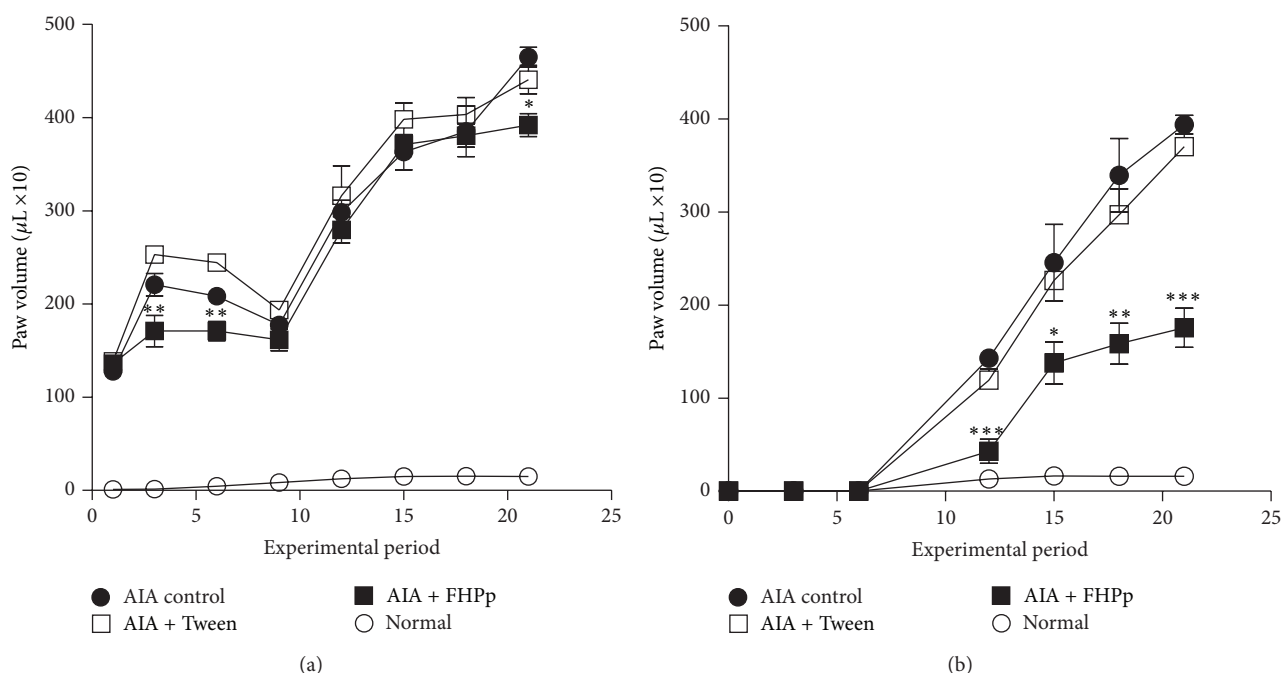 500
400
300
200
100
0
Paw volume (μL ×10)
**
**
*
0
5
10
15
20
25
Experimental period
AIA control
AIA + FHPp
AIA + Tween
Normal
(a)
500
400
300
200
100
0
Paw volume (μL ×10)
***
*
**
***
0
5
10
15
20
25
Experimental period
AIA control
AIA + FHPp
AIA + Tween
Normal
(b)